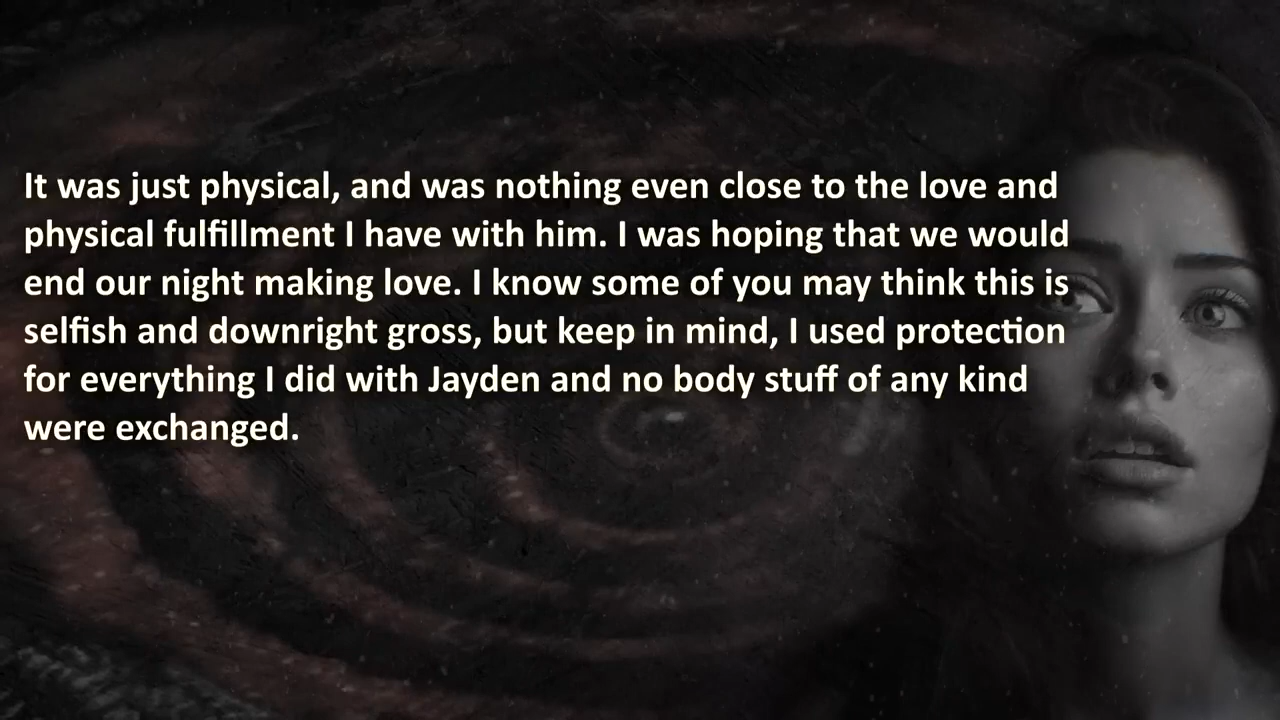 It was just physical, and was nothing even close to the love and
physical fulfillment I have with him. I was hoping that we would
end our night making love. I know some of you may think this is
selfish and downright gross, but keep in mind, I used protection
for everything I did with Jayden and no body stuff of any kind
were exchanged.